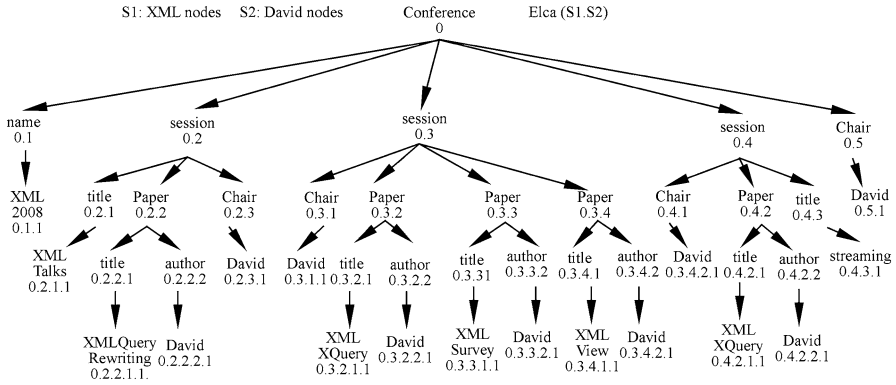 S1: XML nodes S2: David nodes Conference Elca (S1.S2)
0
name
0.1
session
0.2
session
0.3
session
0.4
Chair
0.5
XML
2008
0.1.1
title
0.2.1
Paper
0.2.2
Chair
0.2.3
Chair
0.3.1
Paper
0.3.2
Paper
0.3.3
Paper
0.3.4
Chair
0.4.1
Paper
0.4.2
title
0.4.3
David
0.5.1
XML
Talks
0.2.1.1
title
0.2.2.1
author
0.2.2.2
David
0.2.3.1
David
0.3.1.1
title
0.3.2.1
author
0.3.2.2
title
0.3.31
author
0.3.3.2
title
0.3.4.1
author
0.3.4.2
David
0.3.4.2.1
title
0.4.2.1
author
0.4.2.2
streaming
0.4.3.1
XMLQuery
Rewriting
0.2.2.1.1.
David
0.2.2.2.1
XML
XQuery
0.3.2.1.1
David
0.3.2.2.1
XML
Survey
0.3.3.1.1
David
0.3.3.2.1
XML
View
0.3.4.1.1
David
0.3.4.2.1
XML
XQuery
0.4.2.1.1
David
0.4.2.2.1